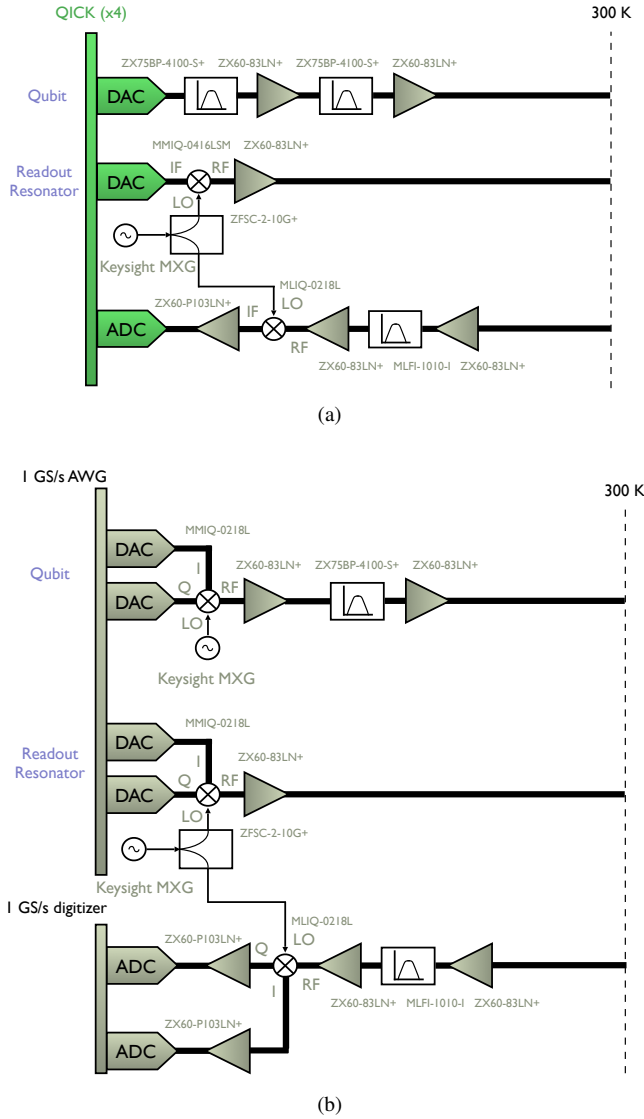 QICK (x4)
300 K
ZX75BP-4100-S+ ZX60-83LN+ ZX75BP-4100-S+ ZX60-83LN+
Qubit
DAC
MMIQ-0416LSM ZX60-83LN+
Readout
Resonator
DAC
IF
RF
LO
ZFSC-2-10G+
Keysight MXG
MLIQ-0218L
ZX60-P103LN+
IF
LO
ADC
RF
ZX60-83LN+ MLFI-1010-I ZX60-83LN+
(a)
1 GS/s AWG
300 K
MMIQ-0218L
DAC
Qubit
I
ZX60-83LN+ ZX75BP-4100-S+ ZX60-83LN+
DAC
Q
RF
LO
Keysight MXG
MMIQ-0218L
DAC
Readout
Resonator
I
ZX60-83LN+
DAC
Q
RF
LO
ZFSC-2-10G+
Keysight MXG
1 GS/s digitizer
MLIQ-0218L
ZX60-P103LN+
Q
LO
ADC
I
RF
ZX60-83LN+ MLFI-1010-I ZX60-83LN+
ZX60-P103LN+
ADC
(b)